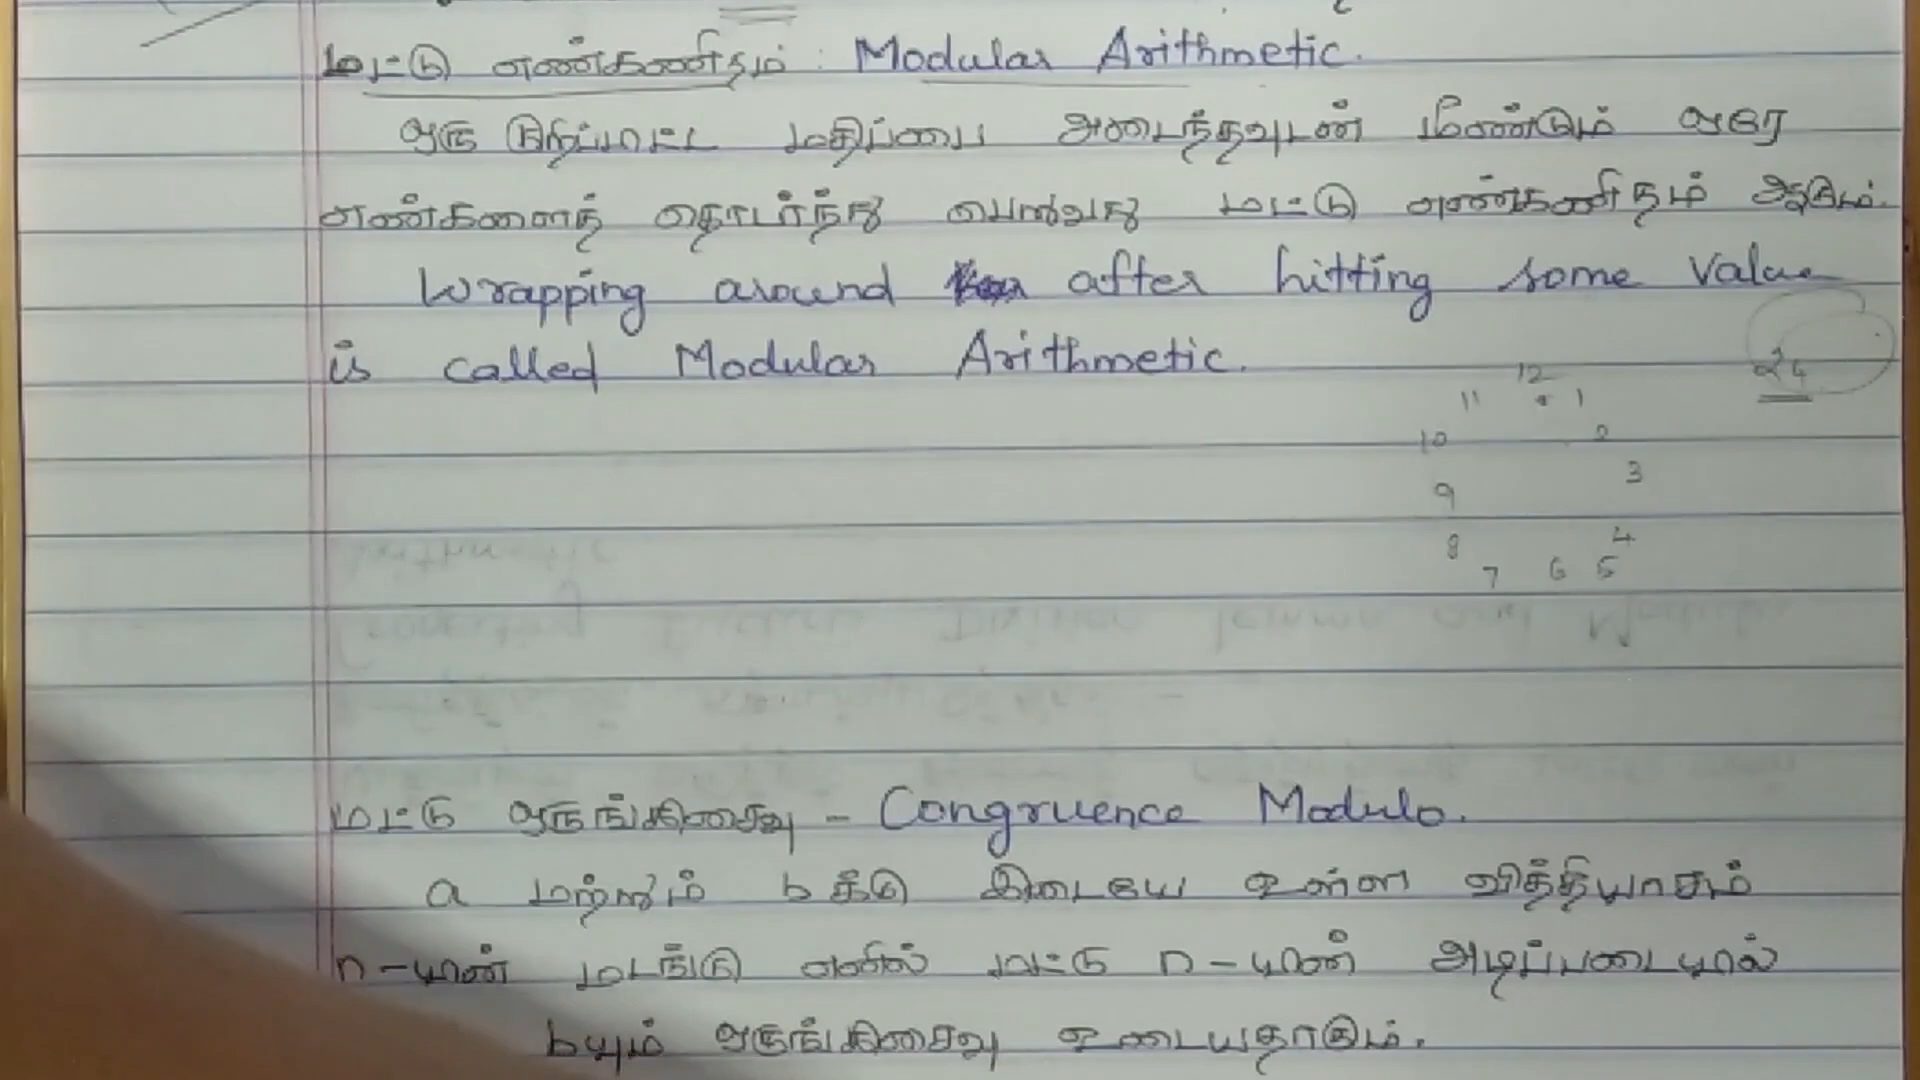 மட்டு எண்கணிதம் : Modular Arithmetic.
ஒரு குறிப்பிட்ட மதிப்பை அடைந்தவுடன் மீண்டும் ஒரே
எண்களைத் தொடர்ந்து பெறுவது மட்டு எண்கணிதம் ஆகும்.
Wrapping around after hitting some value
is called Modular Arithmetic.
24
12
11 1
10 2
3
9
8 4
7 6 5
மட்டு ஒருங்கிசைவு - Congruence Modulo.
a மற்றும் b க்கு இடையே உள்ள வித்தியாசம்
n-யின் மடங்கு எனில் மட்டு n-யின் அடிப்படையில்
bயும் ஒருங்கிசைவு உடையதாகும்.